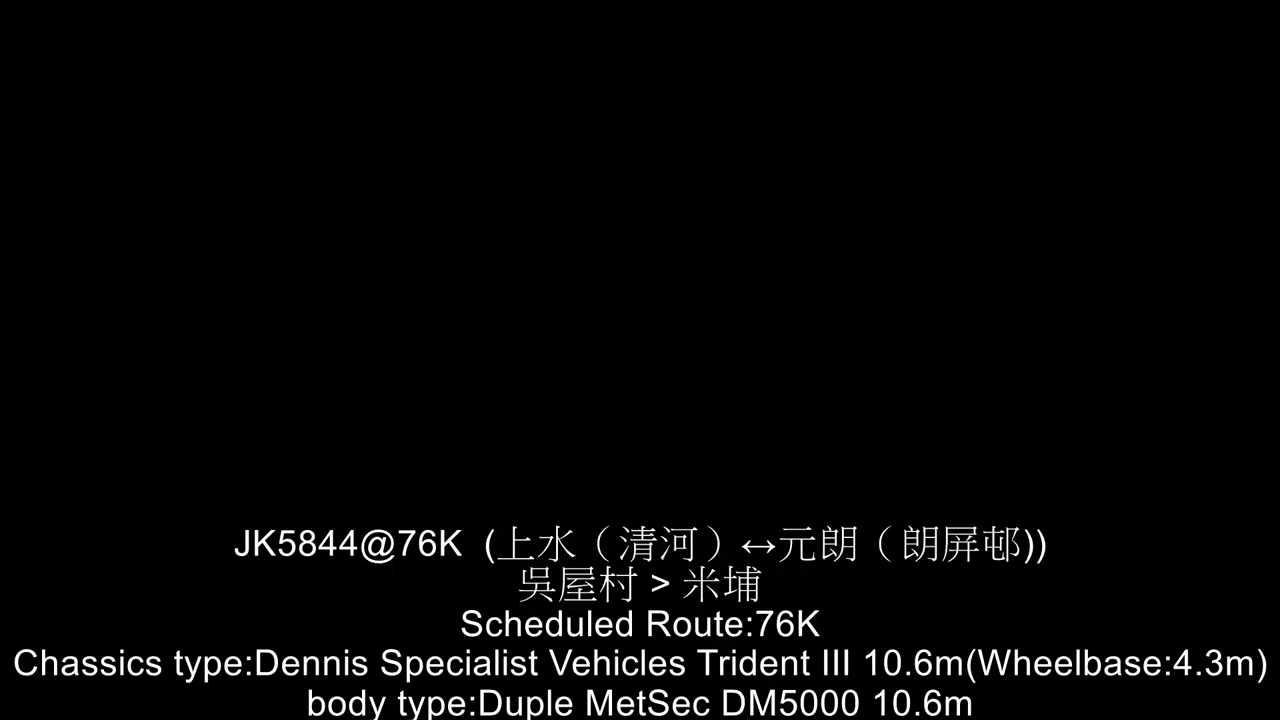 JK5844@76K  (上水（清河）↔元朗（朗屏邨))
吳屋村 > 米埔
Scheduled Route:76K
Chassics type:Dennis Specialist Vehicles Trident III 10.6m(Wheelbase:4.3m)
body type:Duple MetSec DM5000 10.6m